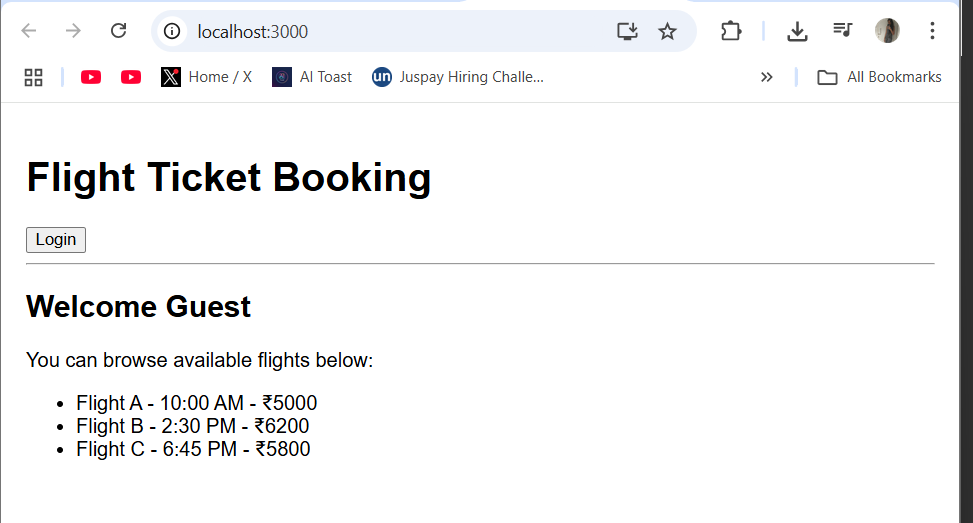 localhost:3000
Home / X AI Toast un Juspay Hiring Challe... All Bookmarks
Flight Ticket Booking
Login
Welcome Guest
You can browse available flights below:
• Flight A - 10:00 AM - ₹5000
• Flight B - 2:30 PM - ₹6200
• Flight C - 6:45 PM - ₹5800